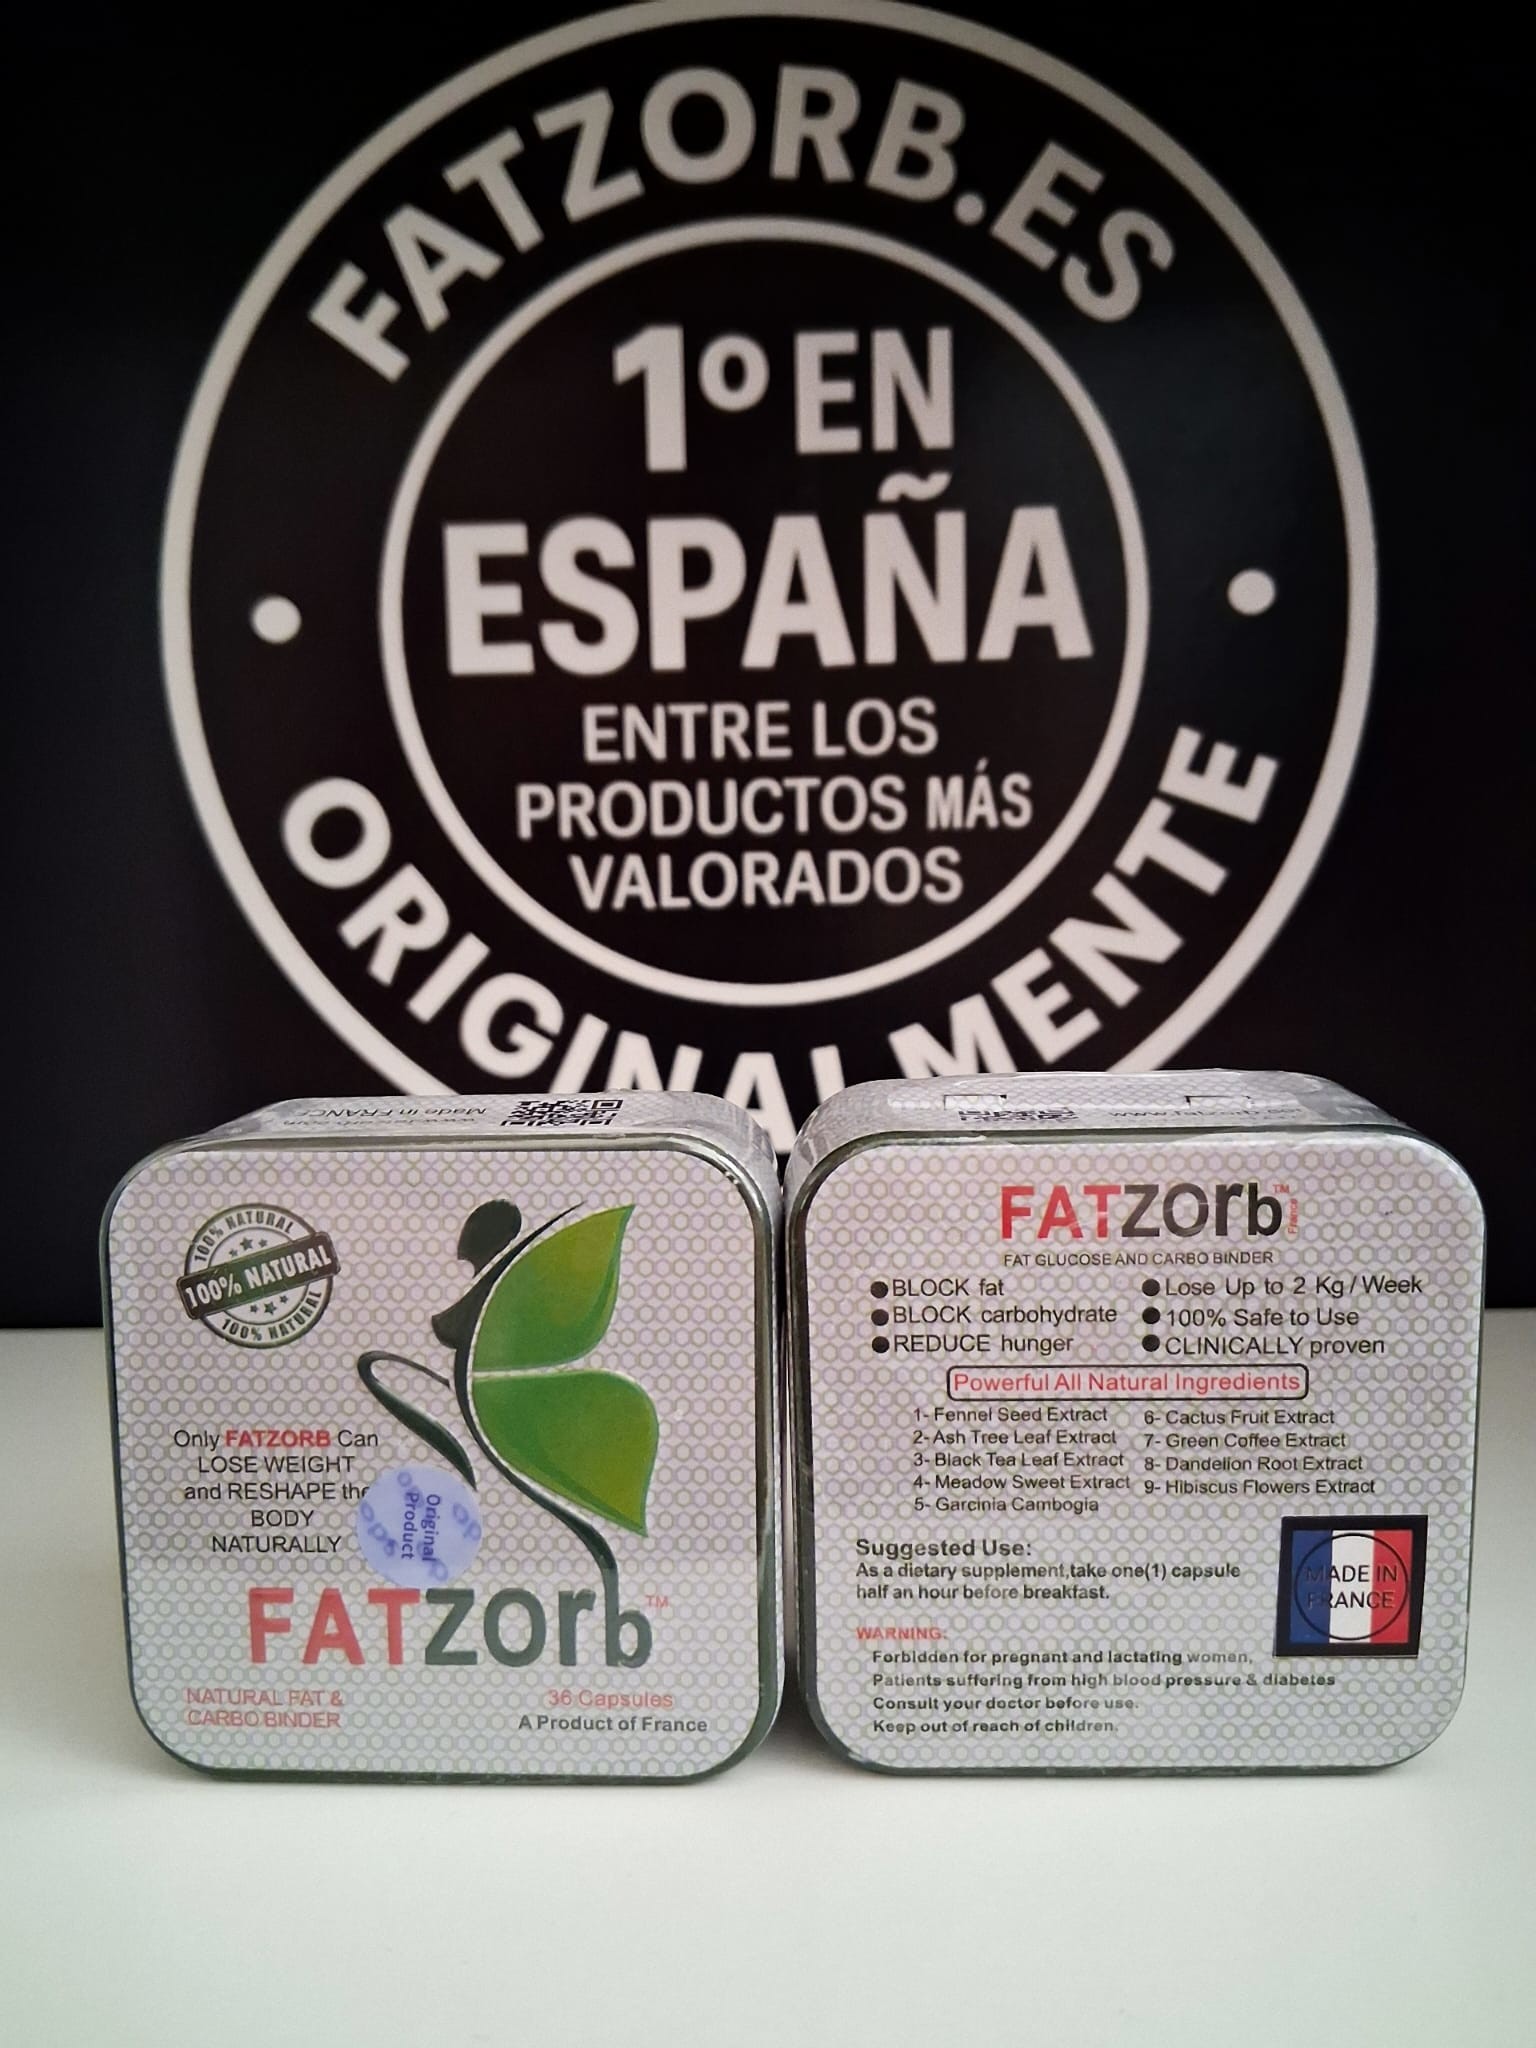 FATZORB.ES
1º EN
ESPAÑA
ENTRE LOS
PRODUCTOS MÁS
VALORADOS
ORIGINALMENTE
Made in FRANCE
100% NATURAL
100% NATURAL
100% NATURAL
Only FATZORB Can
LOSE WEIGHT
and RESHAPE the
BODY
NATURALLY
Original
Product
FATZOrb™
NATURAL FAT &
CARBO BINDER
36 Capsules
A Product of France
FATZOrb™
France
FAT GLUCOSE AND CARBO BINDER
BLOCK fat
BLOCK carbohydrate
REDUCE hunger
Lose Up to 2 Kg / Week
100% Safe to Use
CLINICALLY proven
Powerful All Natural Ingredients
1- Fennel Seed Extract
2- Ash Tree Leaf Extract
3- Black Tea Leaf Extract
4- Meadow Sweet Extract
5- Garcinia Cambogia
6- Cactus Fruit Extract
7- Green Coffee Extract
8- Dandelion Root Extract
9- Hibiscus Flowers Extract
Suggested Use:
As a dietary supplement,take one(1) capsule
half an hour before breakfast.
MADE IN
FRANCE
WARNING:
Forbidden for pregnant and lactating women,
Patients suffering from high blood pressure & diabetes
Consult your doctor before use.
Keep out of reach of children.